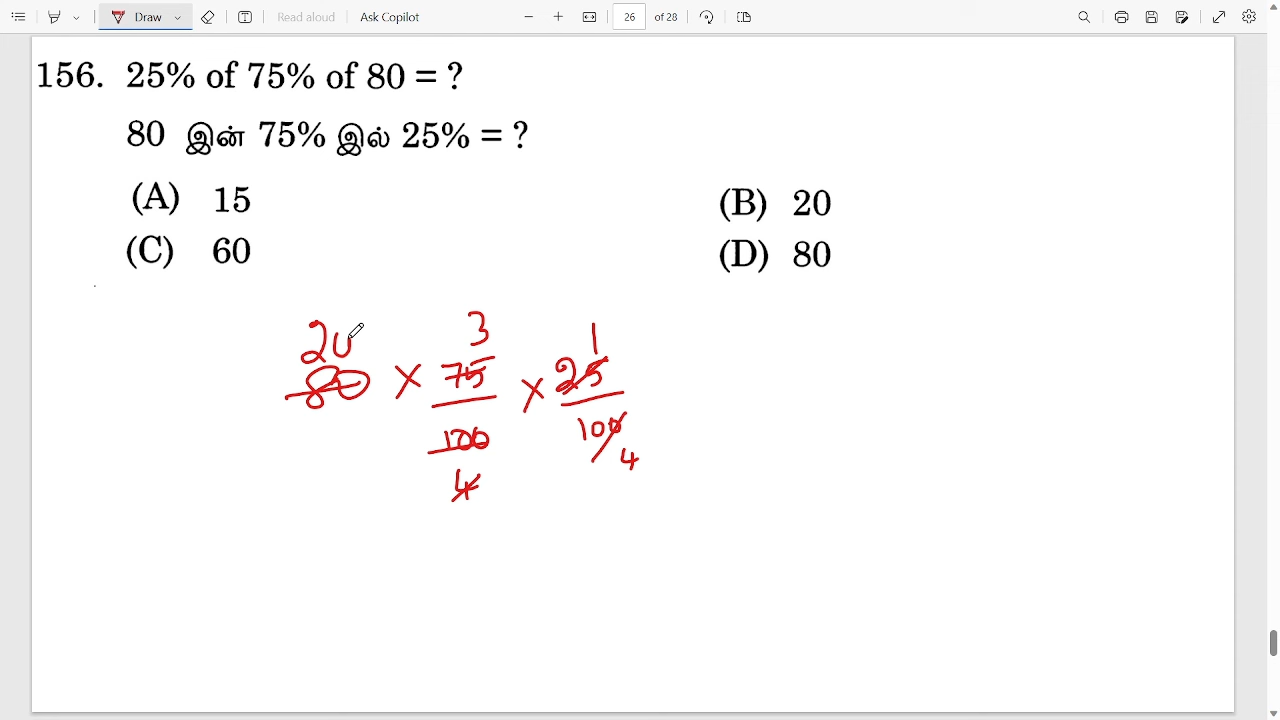 Draw
Read aloud
Ask Copilot
26 of 28
156. 25% of 75% of 80 = ?
80 இன் 75% இல் 25% = ?
(A) 15
(B) 20
(C) 60
(D) 80
20 3 1
80 × 75 × 25
100 100
4 4